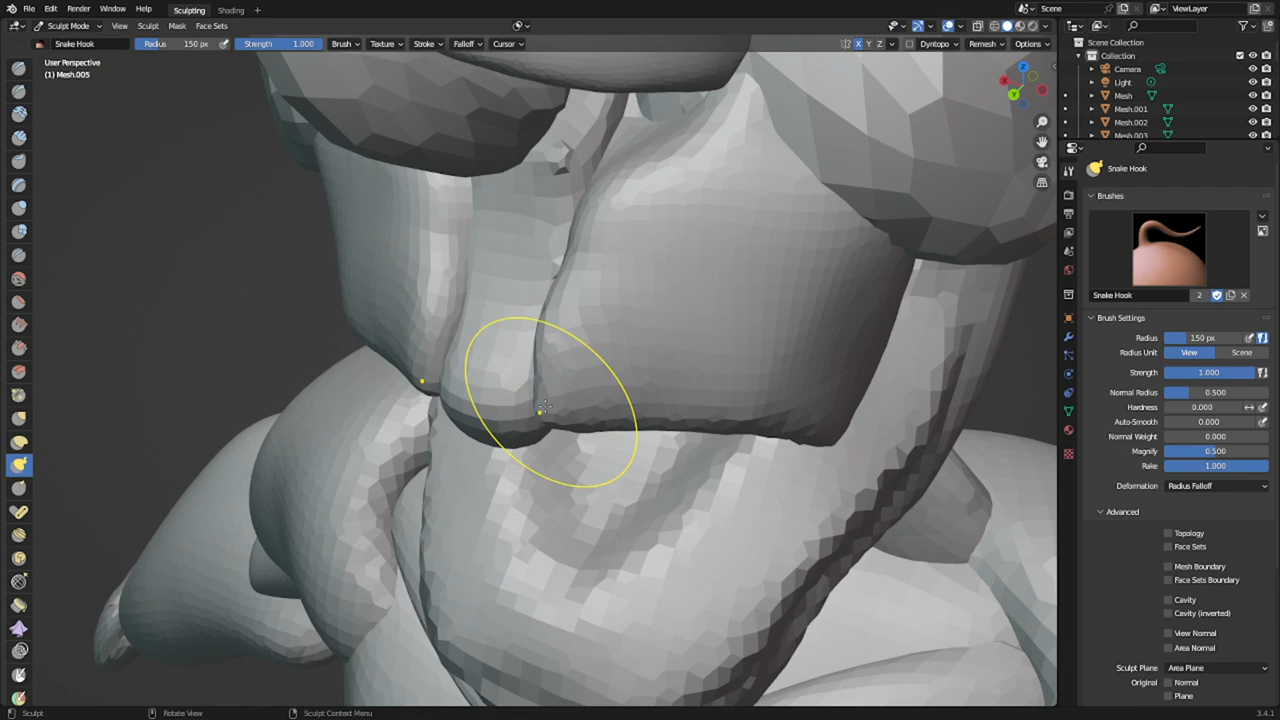 File Edit Render Window Help Sculpting Shading + Scene ViewLayer
Sculpt Mode View Sculpt Mask Face Sets
Snake Hook Radius 150 px Strength 1.000 Brush Texture Stroke Falloff Cursor X Y Z Dyntopo Remesh Options
User Perspective
(1) Mesh.005
X Y Z
Scene Collection
Collection
Camera
Light
Mesh
Mesh.001
Mesh.002
Mesh.003
Snake Hook
Brushes
Snake Hook 2
Brush Settings
Radius 150 px
Radius Unit View Scene
Strength 1.000
Normal Radius 0.500
Hardness 0.000
Auto-Smooth 0.000
Normal Weight 0.000
Magnify 0.500
Rake 1.000
Deformation Radius Falloff
Advanced
Topology
Face Sets
Mesh Boundary
Face Sets Boundary
Cavity
Cavity (inverted)
View Normal
Area Normal
Sculpt Plane Area Plane
Original Normal
Plane
Sculpt Rotate View Sculpt Context Menu 3.4.1